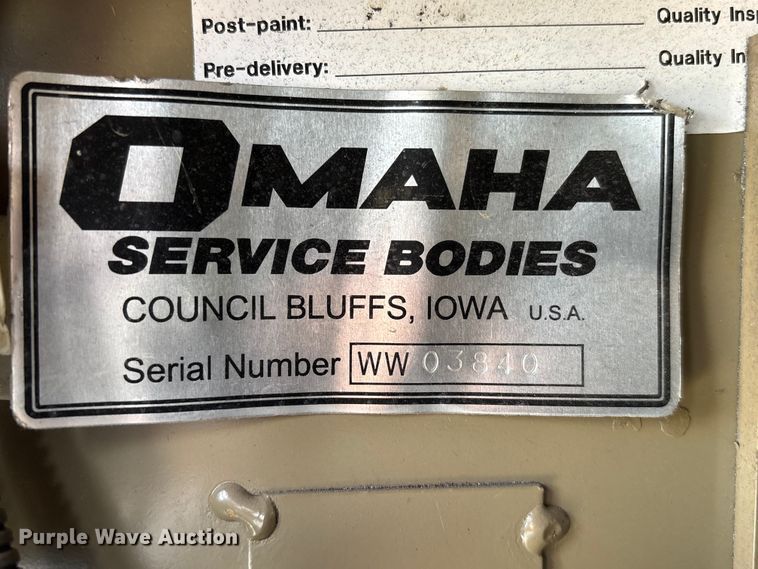 Post-paint:
Quality Insp
Pre-delivery:
Quality In
OMAHA
SERVICE BODIES
COUNCIL BLUFFS, IOWA U.S.A.
Serial Number WW 03840
Purple Wave Auction